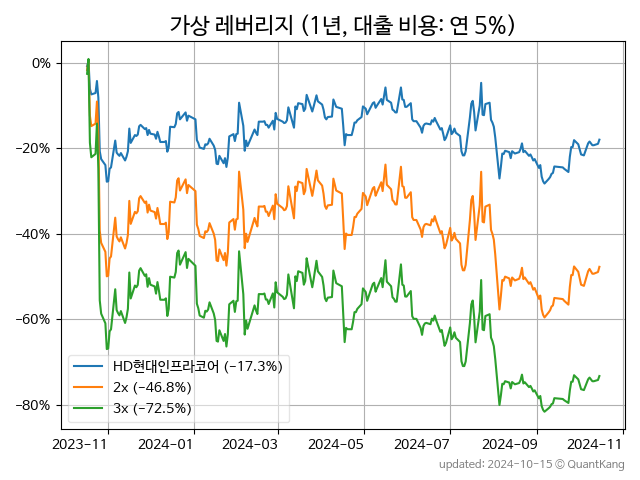 가상 레버리지 (1년, 대출 비용: 연 5%)
0%
−20%
−40%
−60%
−80%
HD현대인프라코어 (−17.3%)
2x (−46.8%)
3x (−72.5%)
2023−11 2024−01 2024−03 2024−05 2024−07 2024−09 2024−11
updated: 2024-10-15 © QuantKang